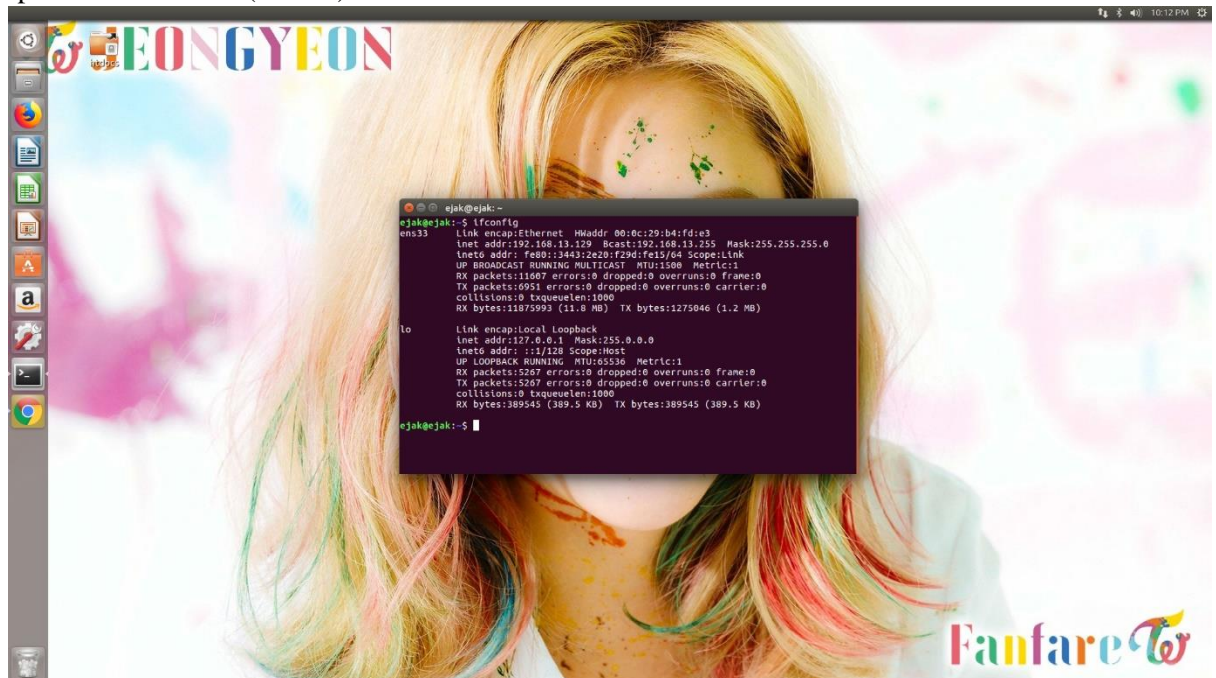 10:12 PM
JEONGYEON
htdocs
ejak@ejak: ~
ejak@ejak:~$ ifconfig
ens33 Link encap:Ethernet HWaddr 00:0c:29:b4:fd:e3
inet addr:192.168.13.129 Bcast:192.168.13.255 Mask:255.255.255.0
inet6 addr: fe80::3443:2e20:f29d:fe15/64 Scope:Link
UP BROADCAST RUNNING MULTICAST MTU:1500 Metric:1
RX packets:11607 errors:0 dropped:0 overruns:0 frame:0
TX packets:6951 errors:0 dropped:0 overruns:0 carrier:0
collisions:0 txqueuelen:1000
RX bytes:11875993 (11.8 MB) TX bytes:1275046 (1.2 MB)
lo Link encap:Local Loopback
inet addr:127.0.0.1 Mask:255.0.0.0
inet6 addr: ::1/128 Scope:Host
UP LOOPBACK RUNNING MTU:65536 Metric:1
RX packets:5267 errors:0 dropped:0 overruns:0 frame:0
TX packets:5267 errors:0 dropped:0 overruns:0 carrier:0
collisions:0 txqueuelen:1000
RX bytes:389545 (389.5 KB) TX bytes:389545 (389.5 KB)
ejak@ejak:~$
Fanfare